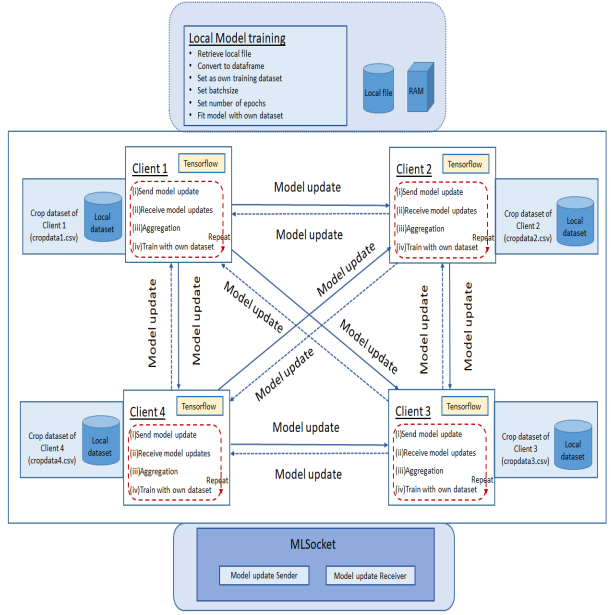 Local Model training
• Retrieve local file
• Convert to dataframe
• Set as own training dataset
• Set batchsize
• Set number of epochs
• Fit model with own dataset
Local file
RAM
Client 1
Tensorflow
(i)Send model update
(ii)Receive model updates
(iii)Aggregation
(iv)Train with own dataset
Repeat
Crop dataset of
Client 1
(cropdata1.csv)
Local
dataset
Client 2
Tensorflow
(i)Send model update
(ii)Receive model updates
(iii)Aggregation
(iv)Train with own dataset
Repeat
Crop dataset of
Client 2
(cropdata2.csv)
Local
dataset
Model update
Model update
Model update
Model update
Model update
Model update
Model update
Model update
Model update
Model update
Client 4
Tensorflow
(i)Send model update
(ii)Receive model updates
(iii)Aggregation
(iv)Train with own dataset
Repeat
Crop dataset of
Client 4
(cropdata4.csv)
Local
dataset
Model update
Model update
Client 3
Tensorflow
(i)Send model update
(ii)Receive model updates
(iii)Aggregation
(iv)Train with own dataset
Repeat
Crop dataset of
Client 3
(cropdata3.csv)
Local
dataset
MLSocket
Model update Sender
Model update Receiver